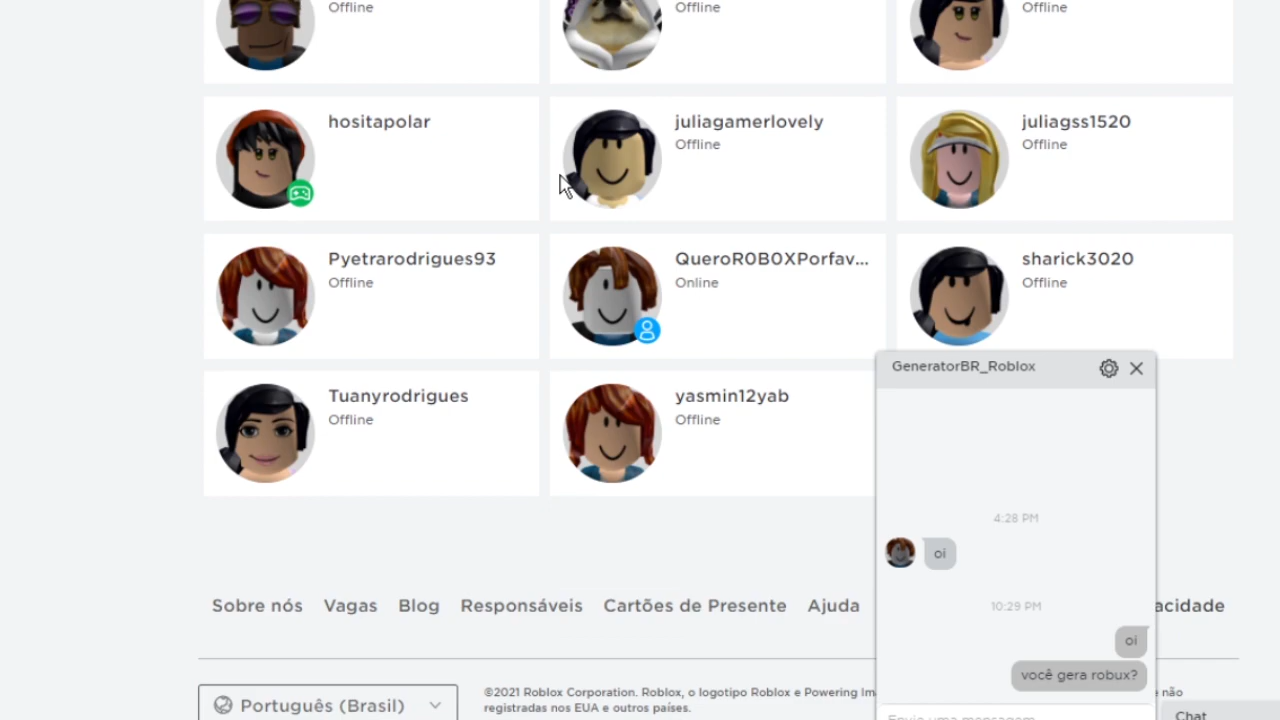 Offline
Offline
Offline
hositapolar
juliagamerlovely
Offline
juliagss1520
Offline
Pyetrarodrigues93
Offline
QueroR0B0XPorfav...
Online
sharick3020
Offline
Tuanyrodrigues
Offline
yasmin12yab
Offline
GeneratorBR_Roblox
4:28 PM
oi
10:29 PM
oi
você gera robux?
Envie uma mensagem
Chat
Sobre nós Vagas Blog Responsáveis Cartões de Presente Ajuda acidade
Português (Brasil)
©2021 Roblox Corporation. Roblox, o logotipo Roblox e Powering Im e não
registradas nos EUA e outros países.